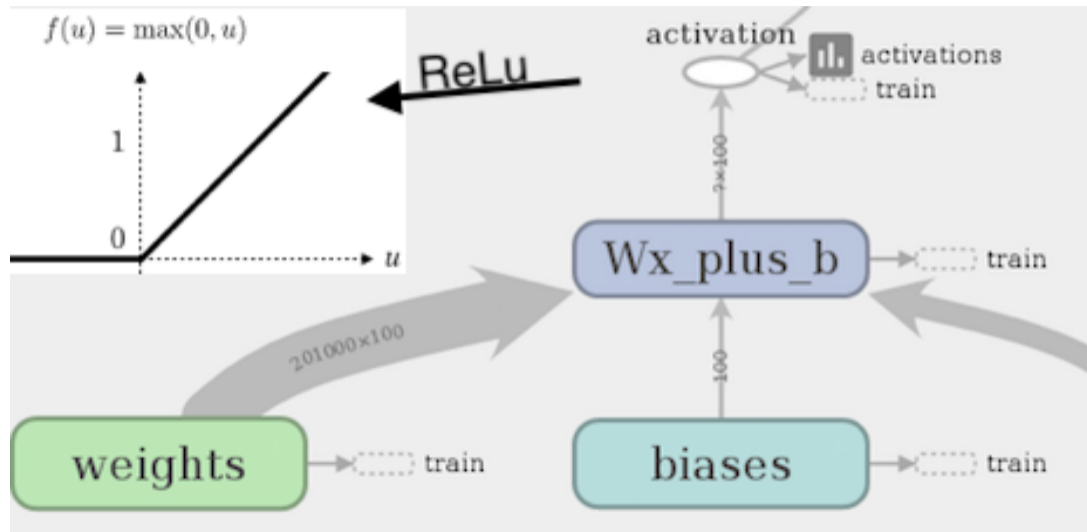 f(u) = max(0, u)
1
0
u
ReLu
activation
activations
train
?×100
Wx_plus_b
train
201000×100
100
weights
train
biases
train